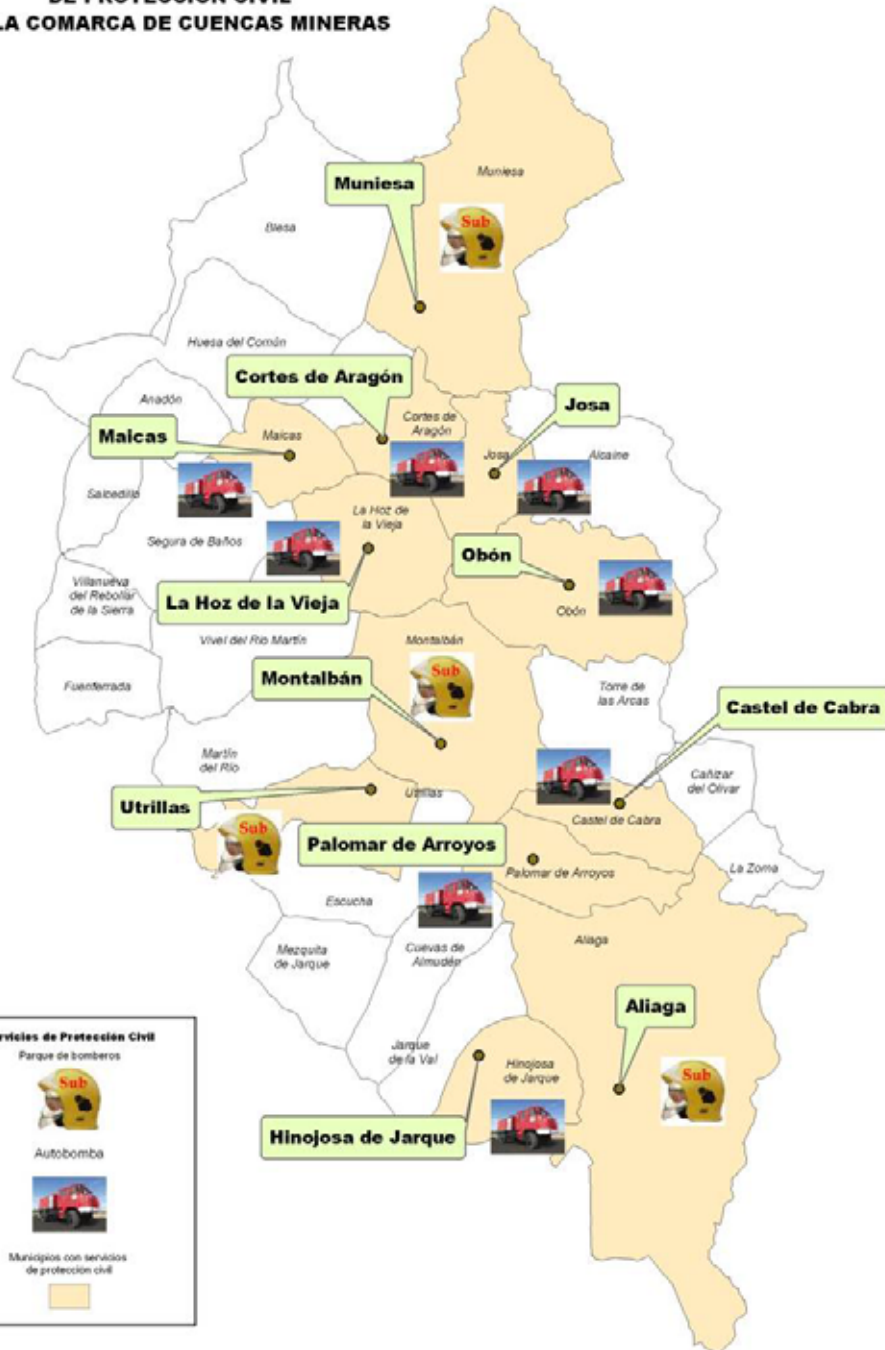 DE PROTECCIÓN CIVIL
LA COMARCA DE CUENCAS MINERAS
Muniesa
Muniesa
Sub
Blesa
Huesa del Común
Cortes de Aragón
Anadón
Cortes de
Aragón
Josa
Maicas
Maicas
Josa
Alcaine
Salcedillo
La Hoz de
la Vieja
Segura de Baños
Obón
Villanueva
del Rebollar
de la Sierra
La Hoz de la Vieja
Obón
Vivel del Río Martín
Montalbán
Sub
Montalbán
Fuenferrada
Torre de
las Arcas
Castel de Cabra
Martín
del Río
Cañizar
del Olivar
Utrillas
Utrillas
Castel de Cabra
Sub
Palomar de Arroyos
Palomar de Arroyos
La Zoma
Escucha
Mezquita
de Jarque
Cuevas de
Almudén
Aliaga
Aliaga
Jarque
de la Val
Hinojosa
de Jarque
Sub
Hinojosa de Jarque
rvicios de Protección Civil
Parque de bomberos
Sub
Autobomba
Municipios con servicios
de protección civil